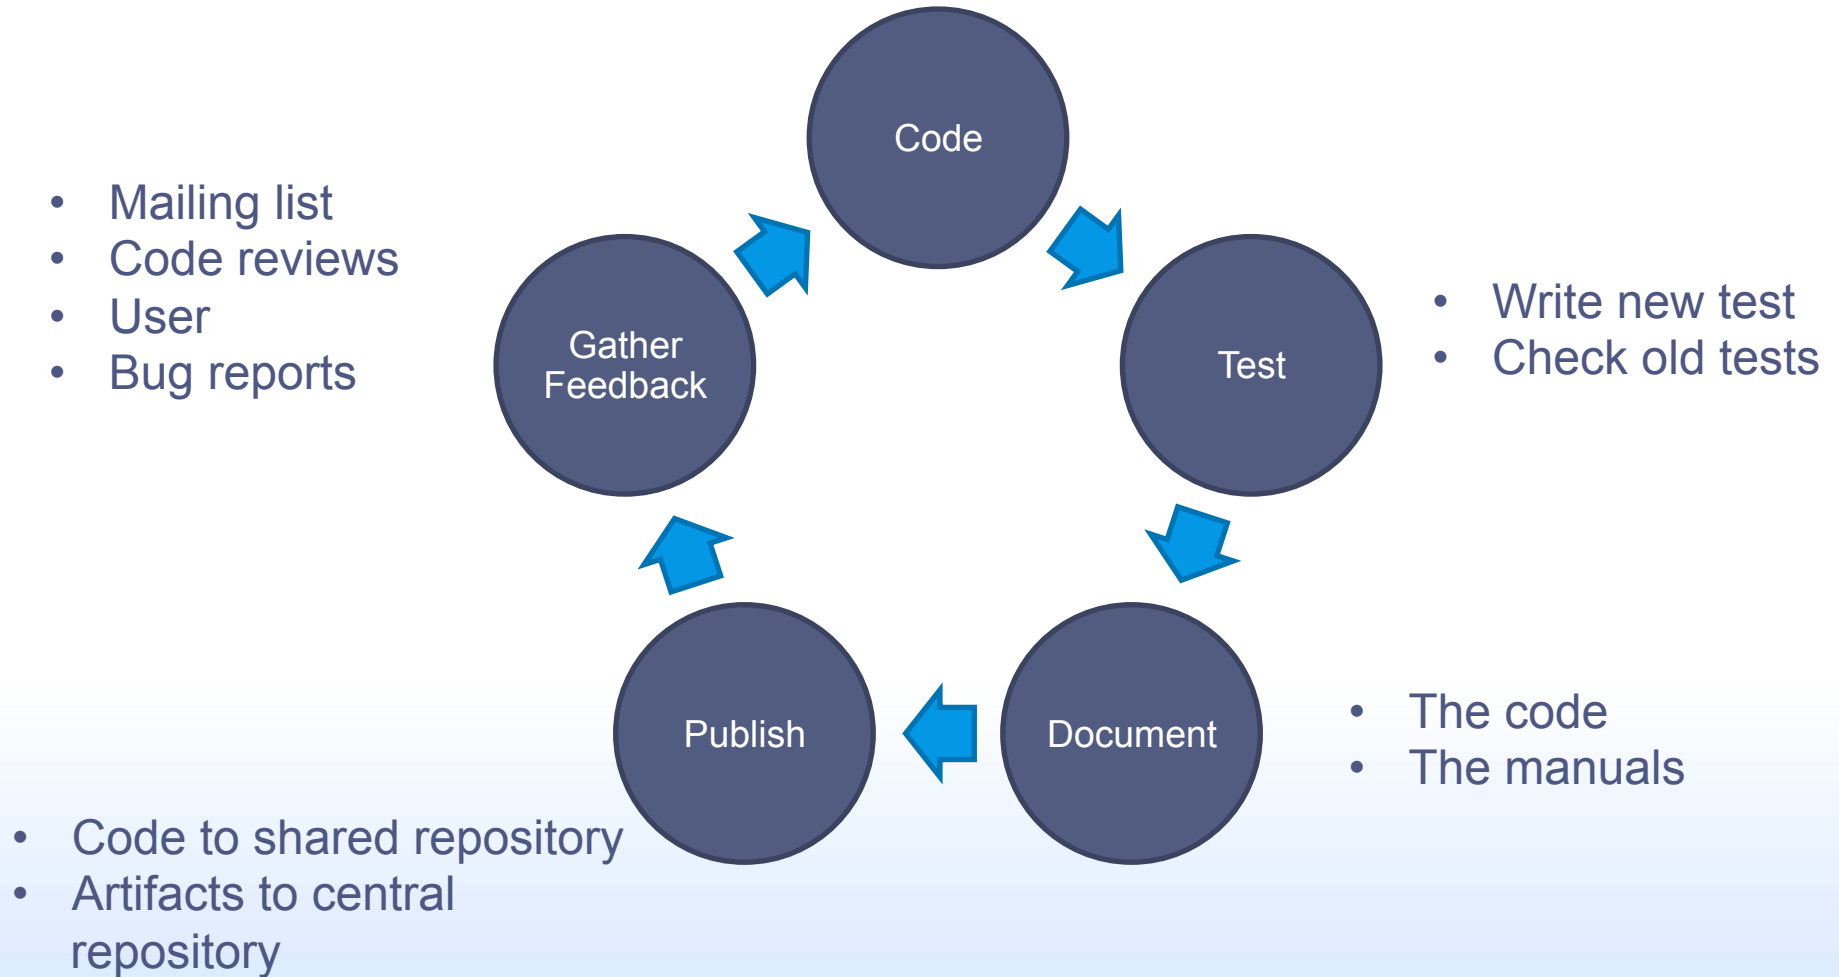 Code
• Mailing list
• Code reviews
• User
• Bug reports
Gather
Feedback
Test
• Write new test
• Check old tests
Publish
Document
• The code
• The manuals
• Code to shared repository
• Artifacts to central
repository